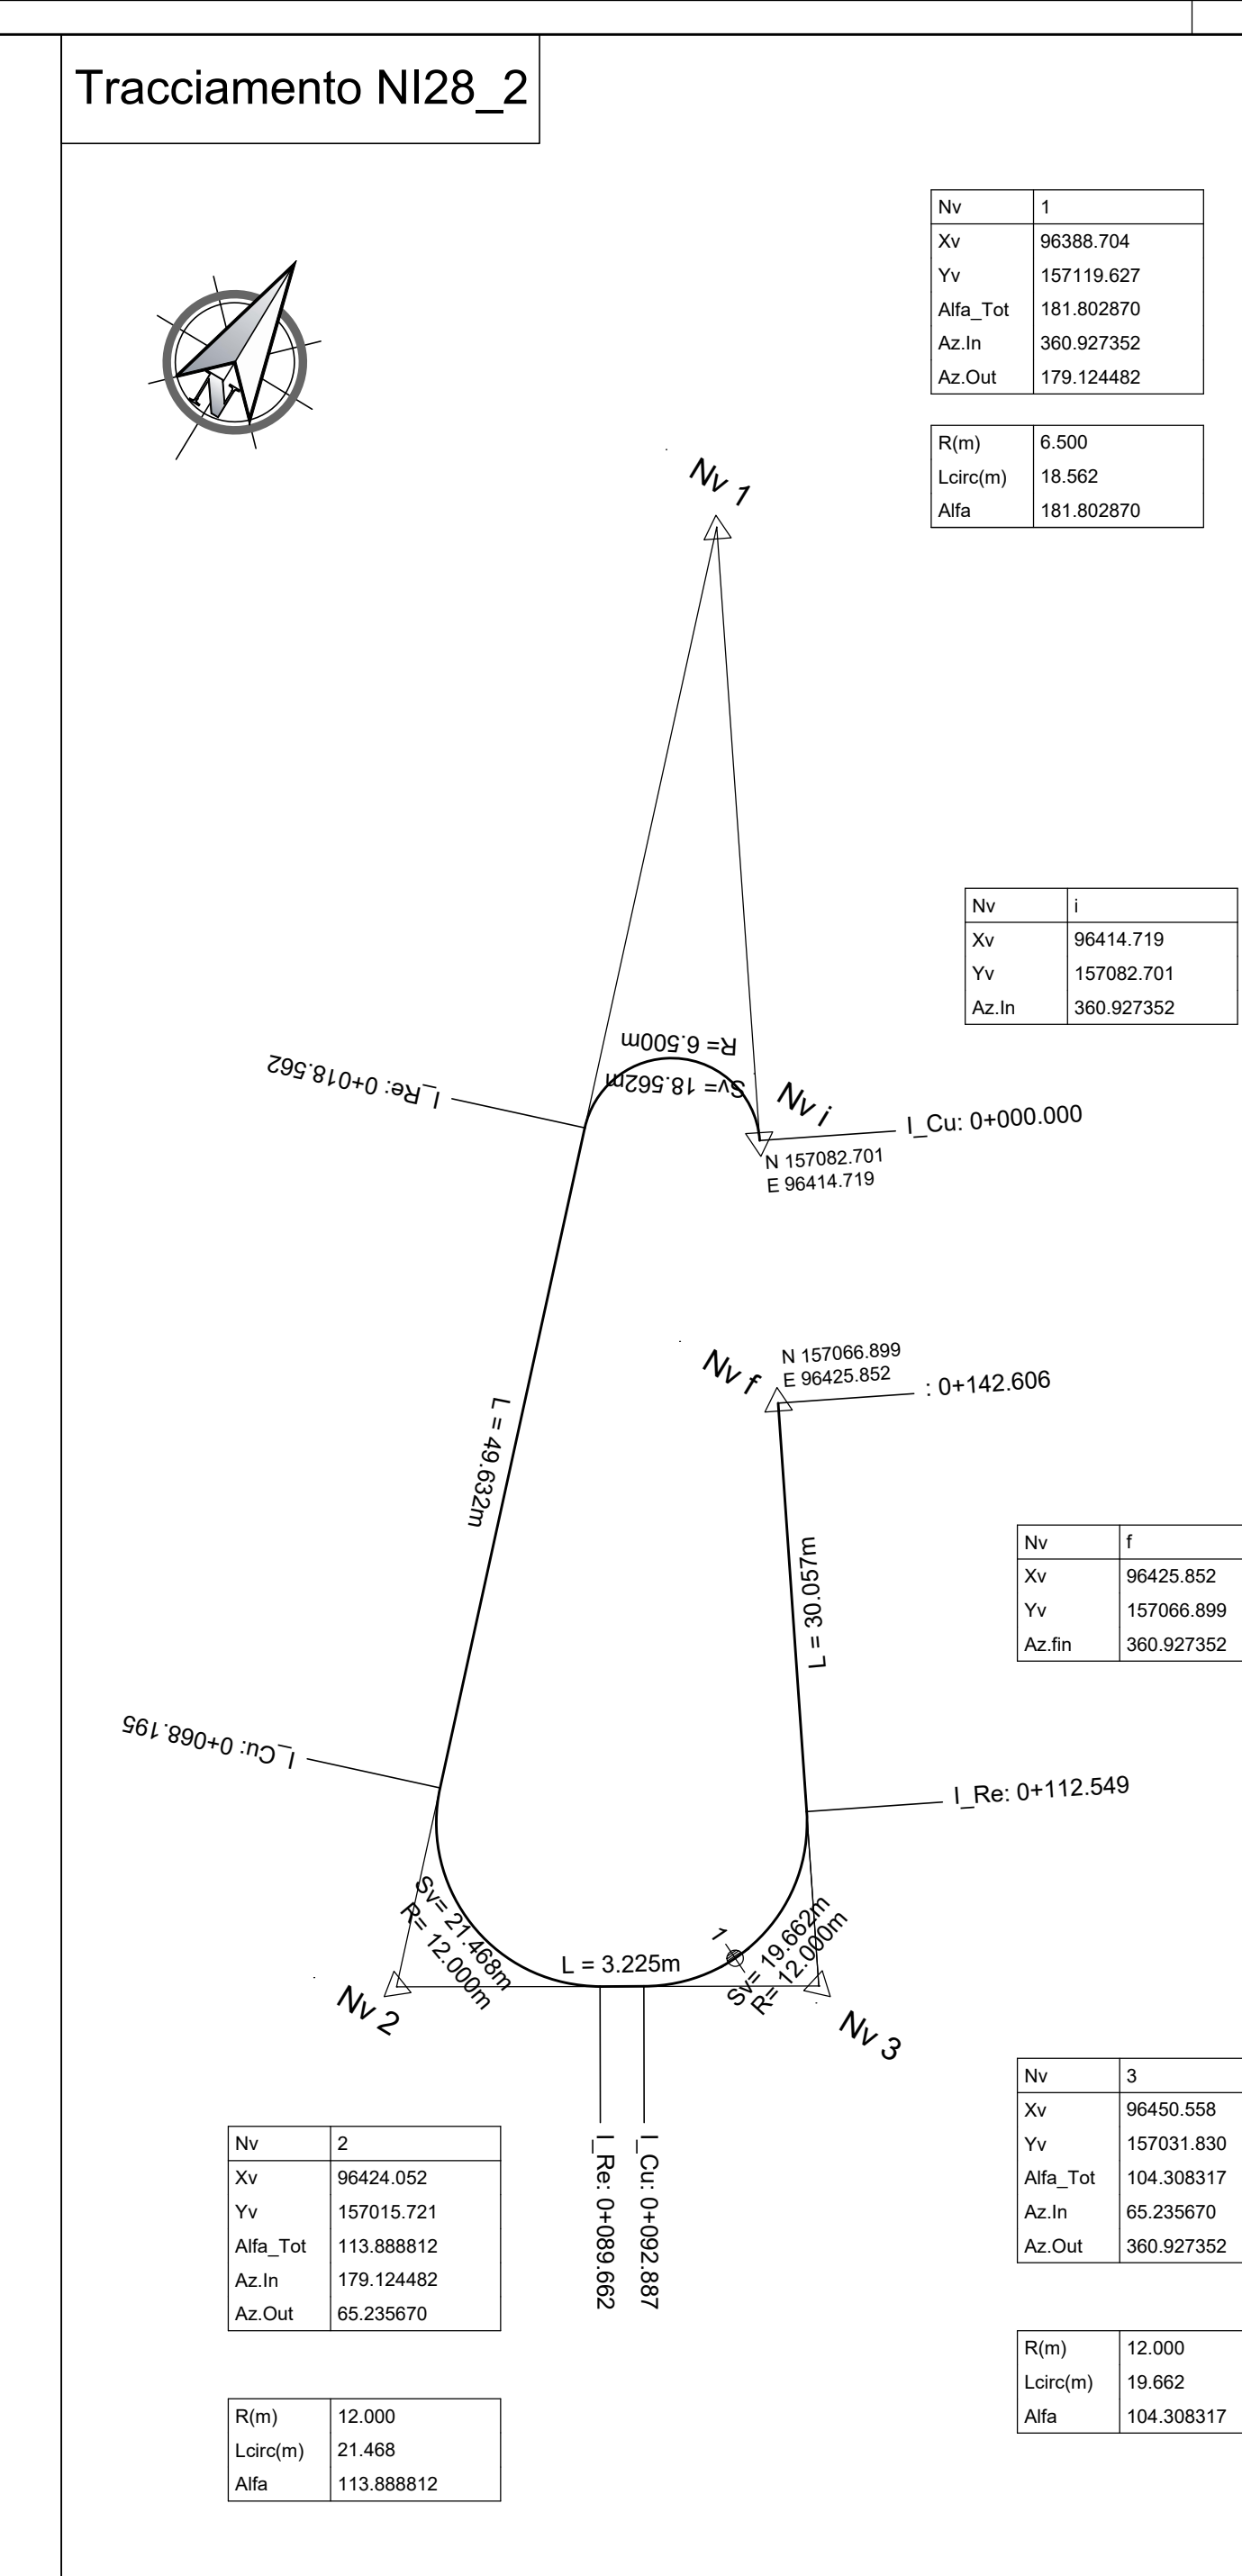 Tracciamento NI28_2
N
Nv 1
Xv 96388.704
Yv 157119.627
Alfa_Tot 181.802870
Az.In 360.927352
Az.Out 179.124482
R(m) 6.500
Lcirc(m) 18.562
Alfa 181.802870
Nv 1
Nv i
Xv 96414.719
Yv 157082.701
Az.In 360.927352
R= 6.500m
Sv= 18.562m
I_Re: 0+018.562
Nv i
I_Cu: 0+000.000
N 157082.701
E 96414.719
Nv f
N 157066.899
E 96425.852
: 0+142.606
L = 49.632m
L = 30.057m
Nv f
Xv 96425.852
Yv 157066.899
Az.fin 360.927352
I_Cu: 0+068.195
I_Re: 0+112.549
Sv= 21.468m
R= 12.000m
L = 3.225m
1
Sv= 19.662m
R= 12.000m
Nv 2
Nv 3
I_Re: 0+089.662
I_Cu: 0+092.887
Nv 2
Xv 96424.052
Yv 157015.721
Alfa_Tot 113.888812
Az.In 179.124482
Az.Out 65.235670
R(m) 12.000
Lcirc(m) 21.468
Alfa 113.888812
Nv 3
Xv 96450.558
Yv 157031.830
Alfa_Tot 104.308317
Az.In 65.235670
Az.Out 360.927352
R(m) 12.000
Lcirc(m) 19.662
Alfa 104.308317